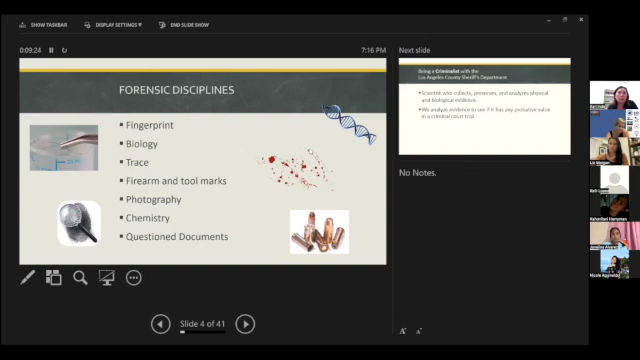 SHOW TASKBAR
DISPLAY SETTINGS
END SLIDE SHOW
0:09:24
7:16 PM
FORENSIC DISCIPLINES
Fingerprint
Biology
Trace
Firearm and tool marks
Photography
Chemistry
Questioned Documents
Slide 4 of 41
Next slide
Being a Criminalist with the
Los Angeles County Sheriff's Department
Scientist who collects, preserves, and analyzes physical
and biological evidence.
We analyze evidence to see if it has any probative value
in a criminal court trial.
No Notes.
A A
Liz Morgan